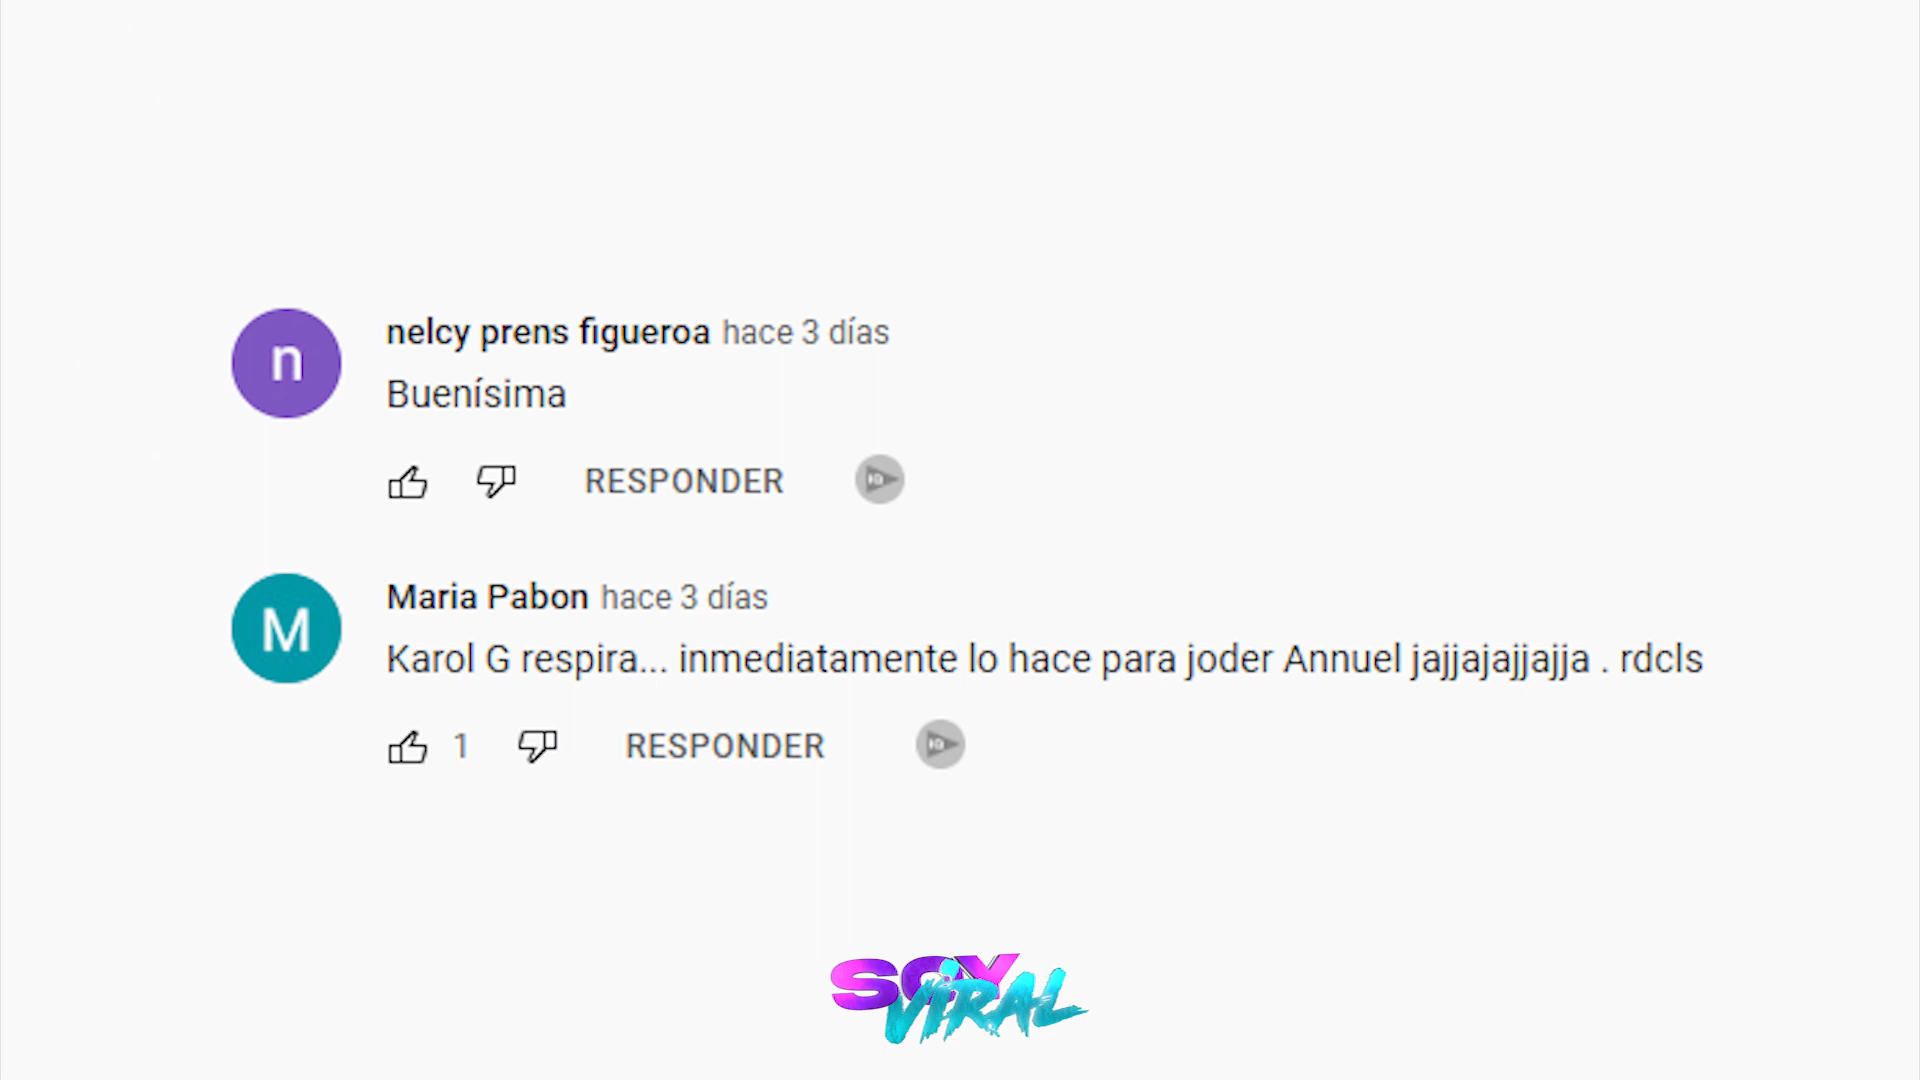 n
nelcy prens figueroa hace 3 días
Buenísima
RESPONDER
M
Maria Pabon hace 3 días
Karol G respira... inmediatamente lo hace para joder Annuel jajjajajjajja . rdcls
1
RESPONDER
SOY
VIRAL